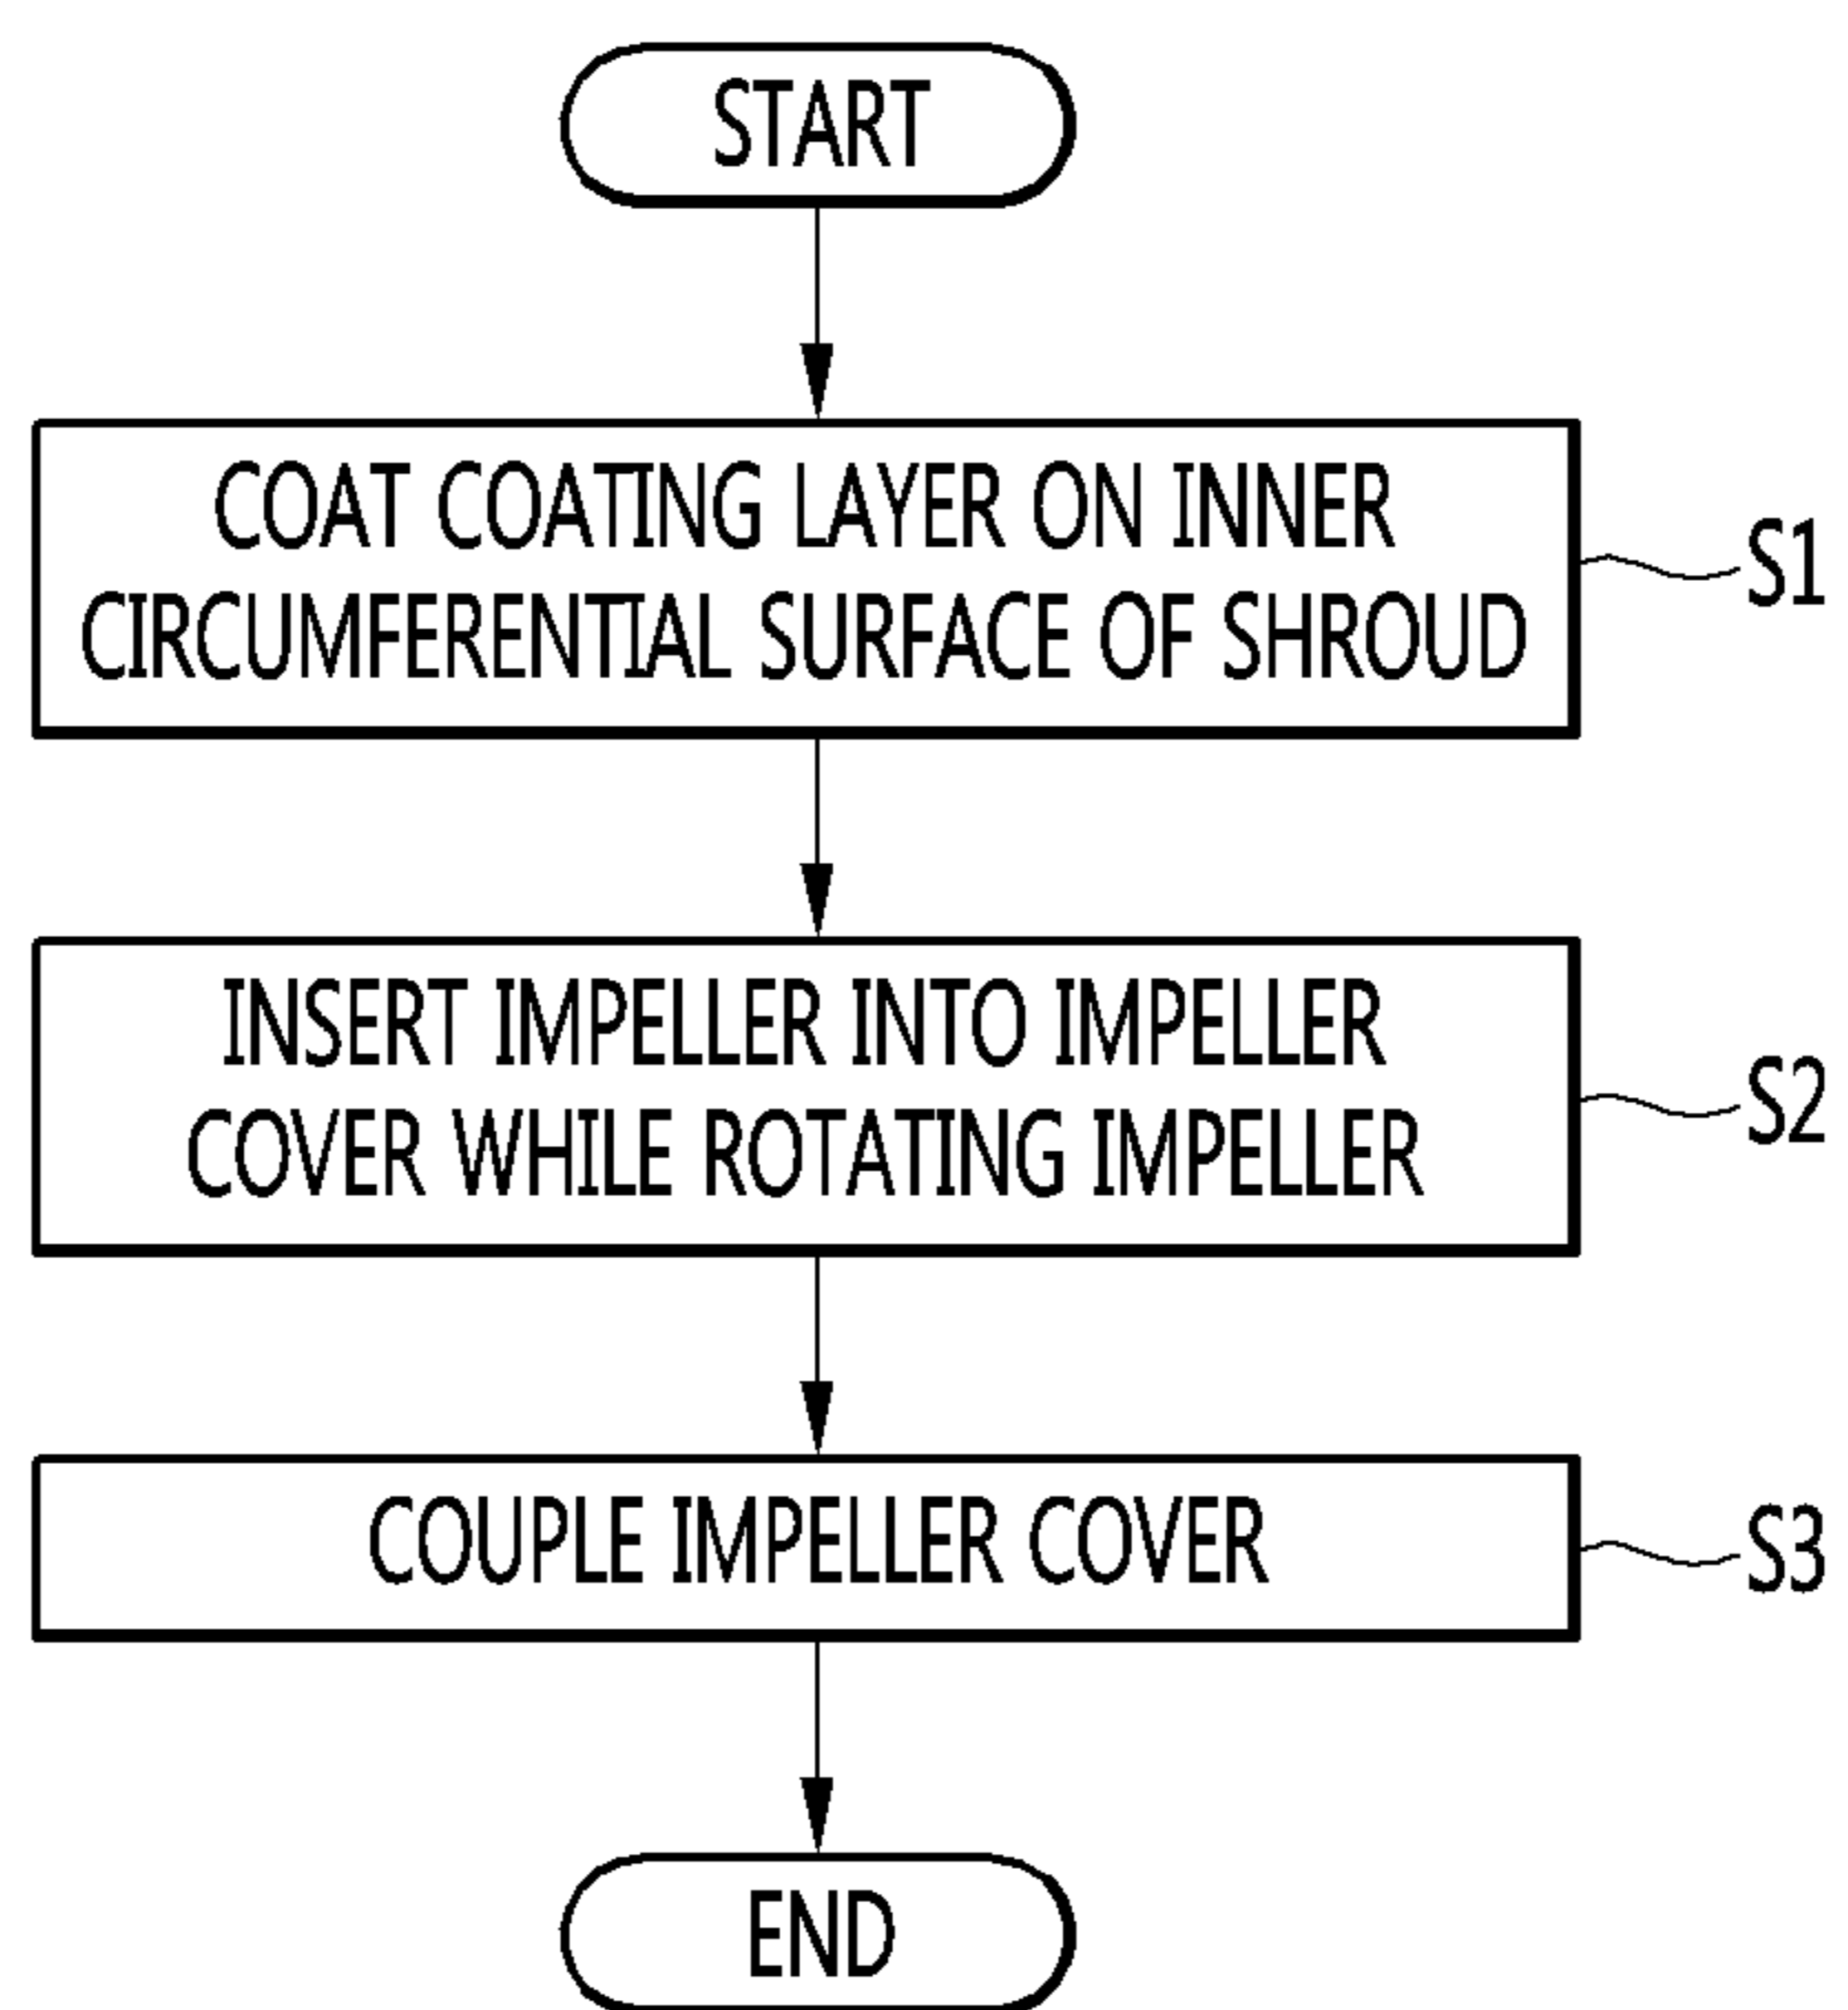 START
COAT COATING LAYER ON INNER
CIRCUMFERENTIAL SURFACE OF SHROUD
S1
INSERT IMPELLER INTO IMPELLER
COVER WHILE ROTATING IMPELLER
S2
COUPLE IMPELLER COVER
S3
END